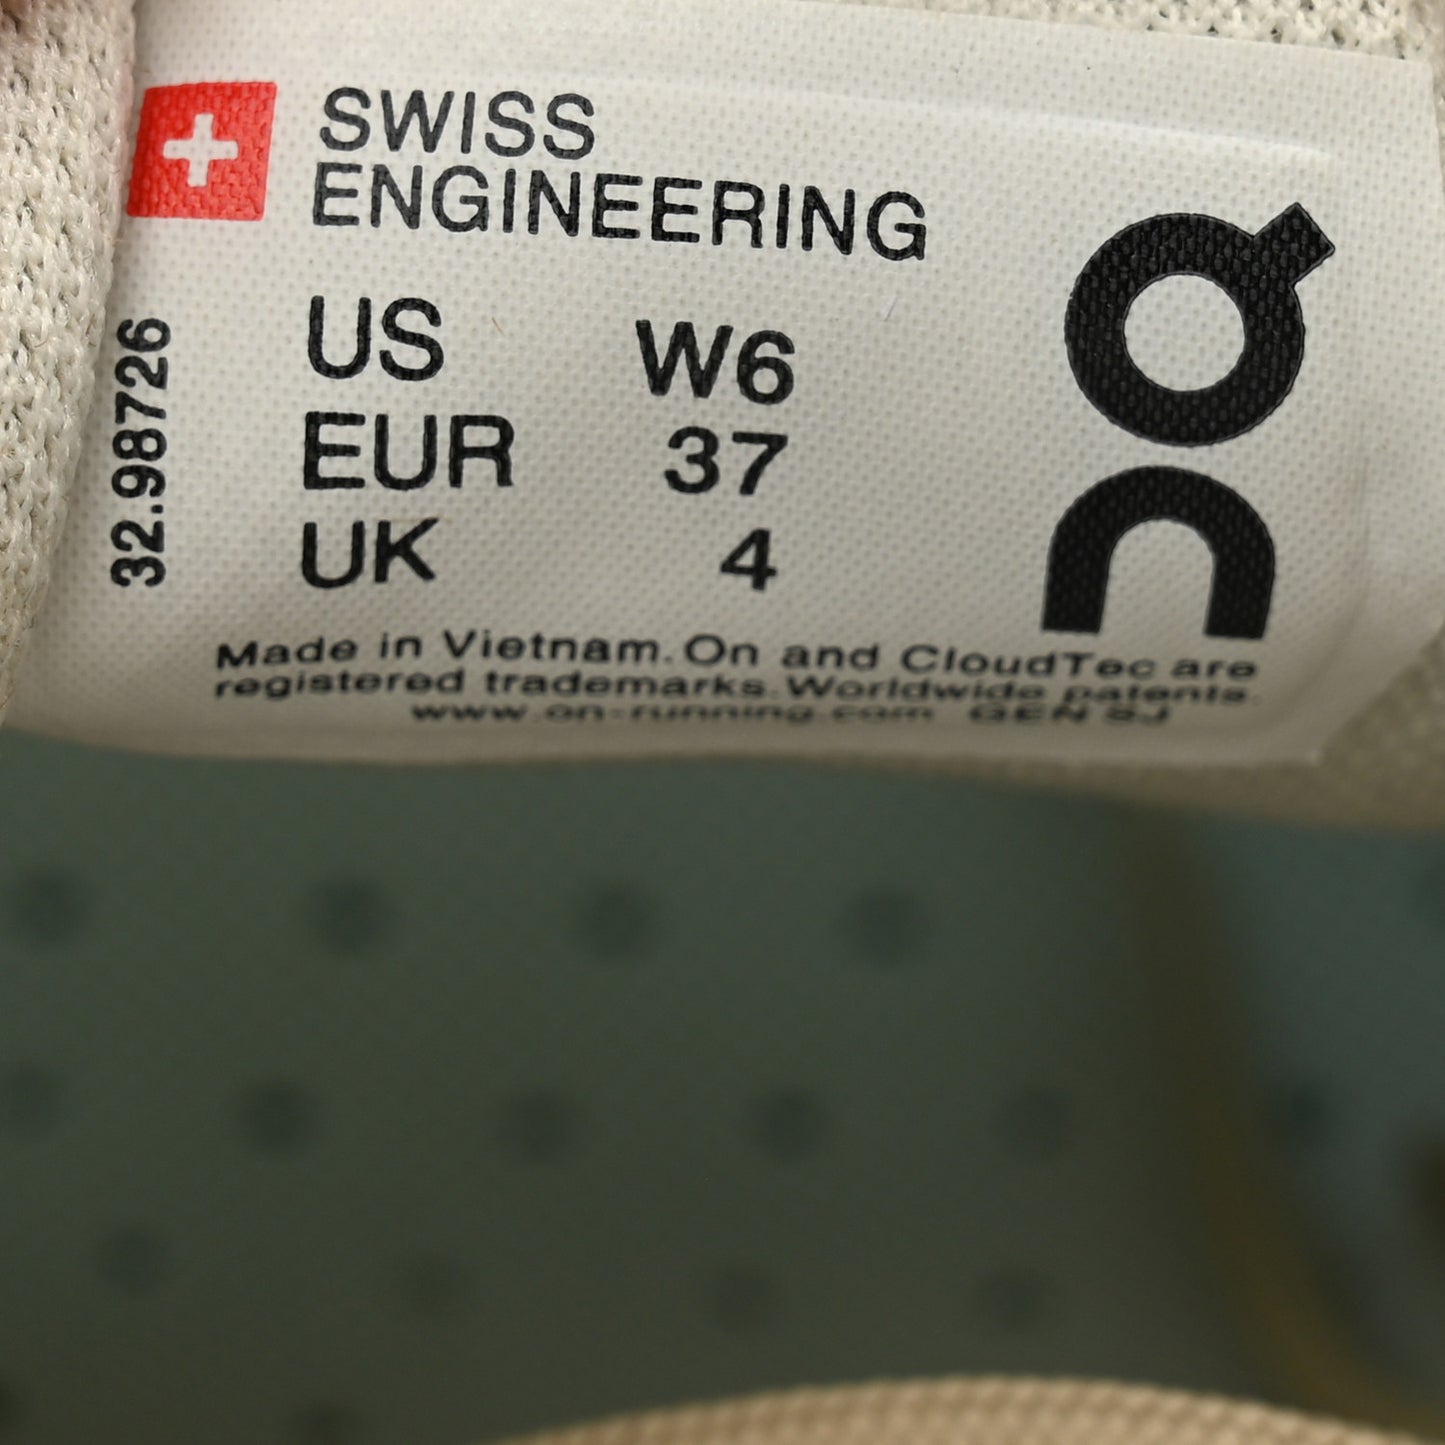 SWISS
ENGINEERING
US W6
EUR 37
UK 4
32.98726
Made in Vietnam. On and CloudTec are
registered trademarks. Worldwide patents.
www.on-running.com GEN SJ
On